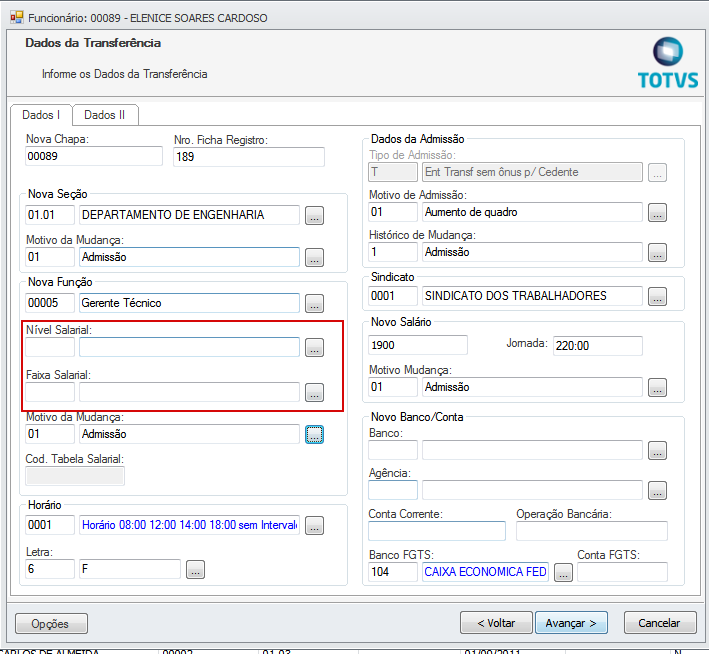 Funcionário: 00089 - ELENICE SOARES CARDOSO
Dados da Transferência
Informe os Dados da Transferência
TOTVS
Dados I
Dados II
Nova Chapa:
00089
Nro. Ficha Registro:
189
Nova Seção
01.01
DEPARTAMENTO DE ENGENHARIA
...
Motivo da Mudança:
01
Admissão
...
Nova Função
00005
Gerente Técnico
...
Nível Salarial:
...
Faixa Salarial:
...
Motivo da Mudança:
01
Admissão
...
Cod. Tabela Salarial:
Horário
0001
Horário 08:00 12:00 14:00 18:00 sem Interval
...
Letra:
6
F
...
Dados da Admissão
Tipo de Admissão:
T
Ent Transf sem ônus p/ Cedente
...
Motivo de Admissão:
01
Aumento de quadro
...
Histórico de Mudança:
1
Admissão
...
Sindicato
0001
SINDICATO DOS TRABALHADORES
...
Novo Salário
1900
Jornada:
220:00
Motivo Mudança:
01
Admissão
...
Novo Banco/Conta
Banco:
...
Agência:
...
Conta Corrente:
Operação Bancária:
Banco FGTS:
104
CAIXA ECONOMICA FED
...
Conta FGTS:
Opções
< Voltar
Avançar >
Cancelar
CARLOS DE ALMEIDA
00002
01.03
01/09/2011
N